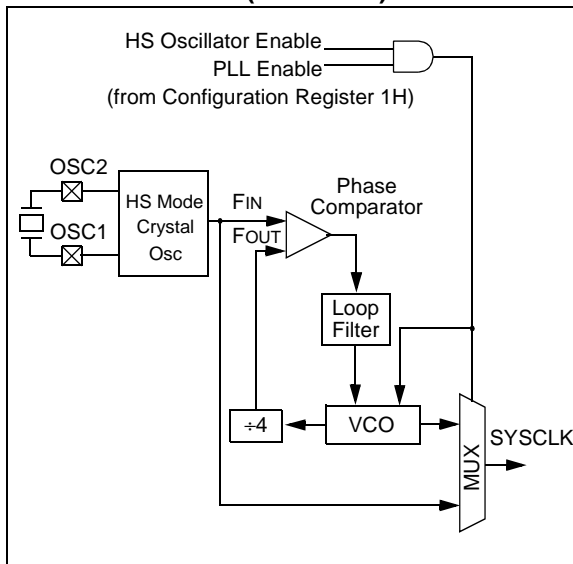 HS Oscillator Enable
PLL Enable
(from Configuration Register 1H)
OSC2
OSC1
HS Mode
Crystal
Osc
FIN
FOUT
Phase
Comparator
Loop
Filter
÷4
VCO
MUX
SYSCLK